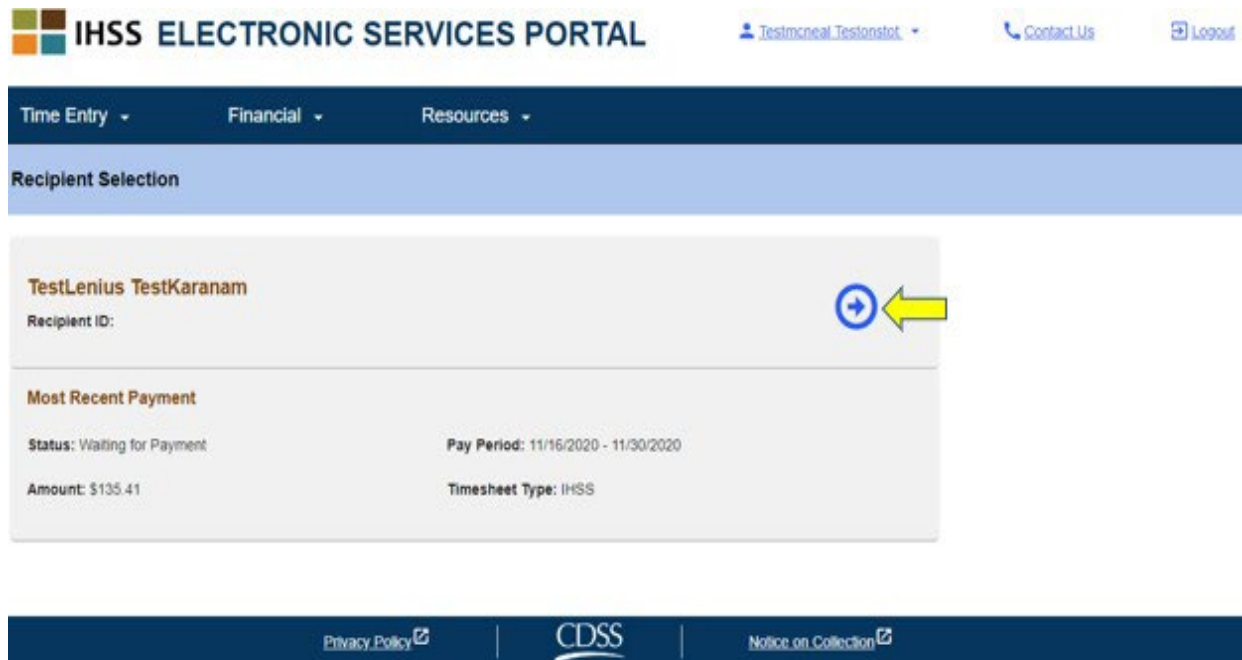 IHSS ELECTRONIC SERVICES PORTAL Testmcneal Testonstot Contact Us Logout
Time Entry Financial Resources
Recipient Selection
TestLenius TestKaranam
Recipient ID:
Most Recent Payment
Status: Waiting for Payment Pay Period: 11/16/2020 - 11/30/2020
Amount: $135.41 Timesheet Type: IHSS
Privacy Policy CDSS Notice on Collection